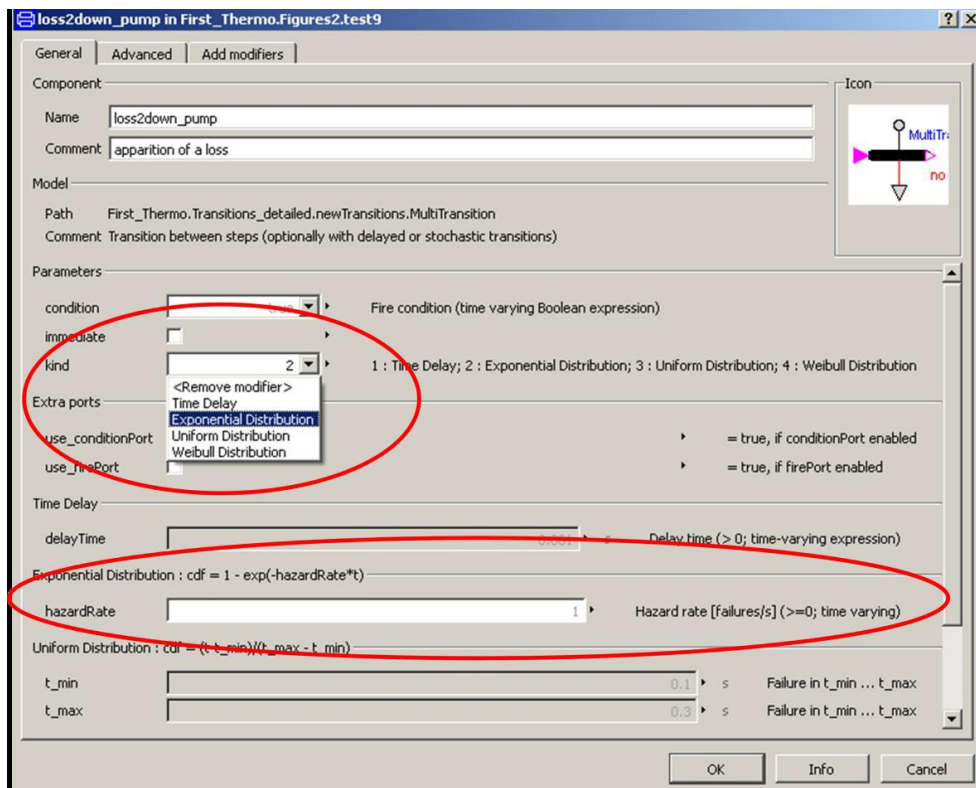 loss2down_pump in First_Thermo.Figures2.test9
General Advanced Add modifiers
Component
Icon
Name loss2down_pump
MultiTr
Comment apparition of a loss
no
Model
Path First_Thermo.Transitions_detailed.newTransitions.MultiTransition
Comment Transition between steps (optionally with delayed or stochastic transitions)
Parameters
condition true Fire condition (time varying Boolean expression)
immediate
kind 2 1 : Time Delay; 2 : Exponential Distribution; 3 : Uniform Distribution; 4 : Weibull Distribution
<Remove modifier>
Time Delay
Extra ports
Exponential Distribution
use_conditionPort Uniform Distribution = true, if conditionPort enabled
Weibull Distribution
use_firePort = true, if firePort enabled
Time Delay
delayTime 0.001 s Delay time (> 0; time-varying expression)
Exponential Distribution : cdf = 1 - exp(-hazardRate*t)
hazardRate 1 Hazard rate [failures/s] (>=0; time varying)
Uniform Distribution : cdf = (t-t_min)/(t_max - t_min)
t_min 0.1 s Failure in t_min ... t_max
t_max 0.3 s Failure in t_min ... t_max
OK Info Cancel